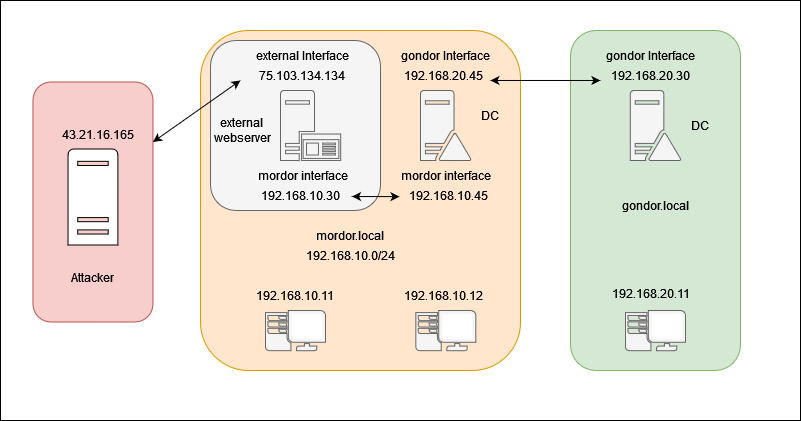 43.21.16.165
Attacker
external Interface
75.103.134.134
external
webserver
mordor interface
192.168.10.30
gondor Interface
192.168.20.45
DC
mordor interface
192.168.10.45
mordor.local
192.168.10.0/24
192.168.10.11
192.168.10.12
gondor Interface
192.168.20.30
DC
gondor.local
192.168.20.11